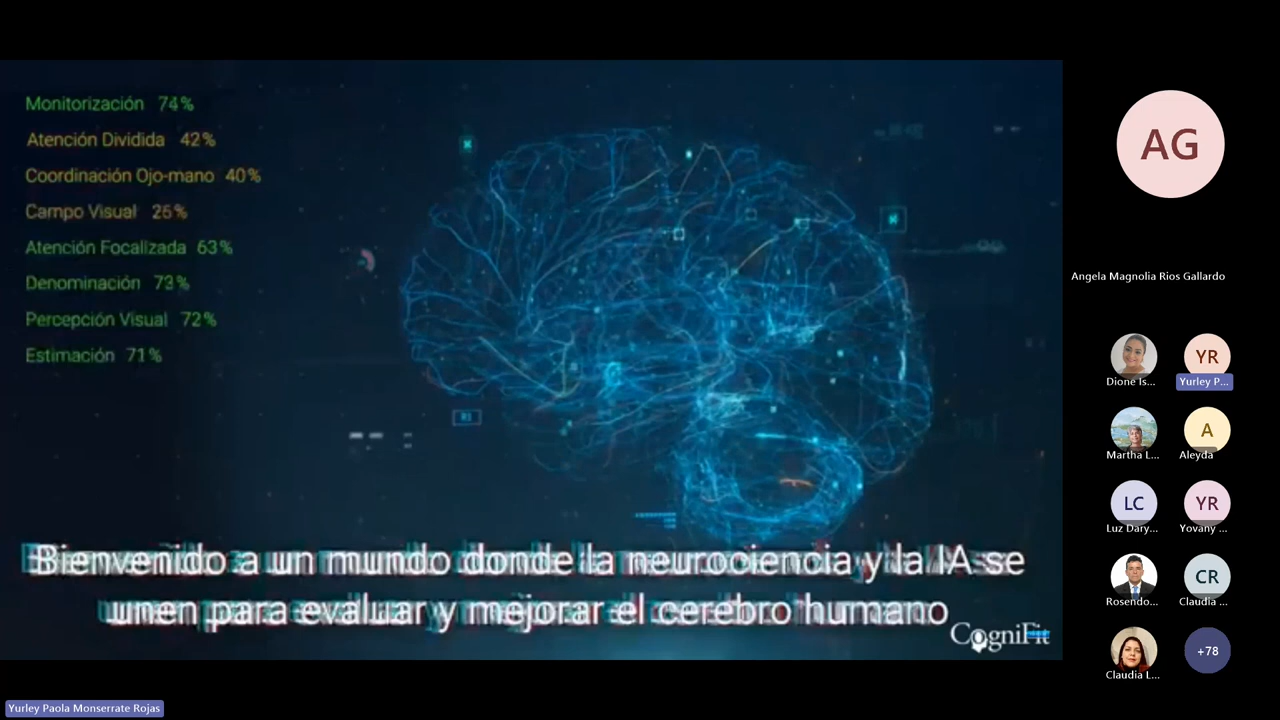 Monitorización 74%
Atención Dividida 42%
Coordinación Ojo-mano 40%
Campo Visual 26%
Atención Focalizada 63%
Denominación 73%
Percepción Visual 72%
Estimación 71%
Bienvenido a un mundo donde la neurociencia y la IA se
unen para evaluar y mejorar el cerebro humano
CogniFit
AG
Angela Magnolia Rios Gallardo
Dione Is...
YR
Yurley P...
Martha L...
A
Aleyda
LC
Luz Dary...
YR
Yovany ...
Rosendo...
CR
Claudia ...
Claudia L...
+78
Yurley Paola Monserrate Rojas